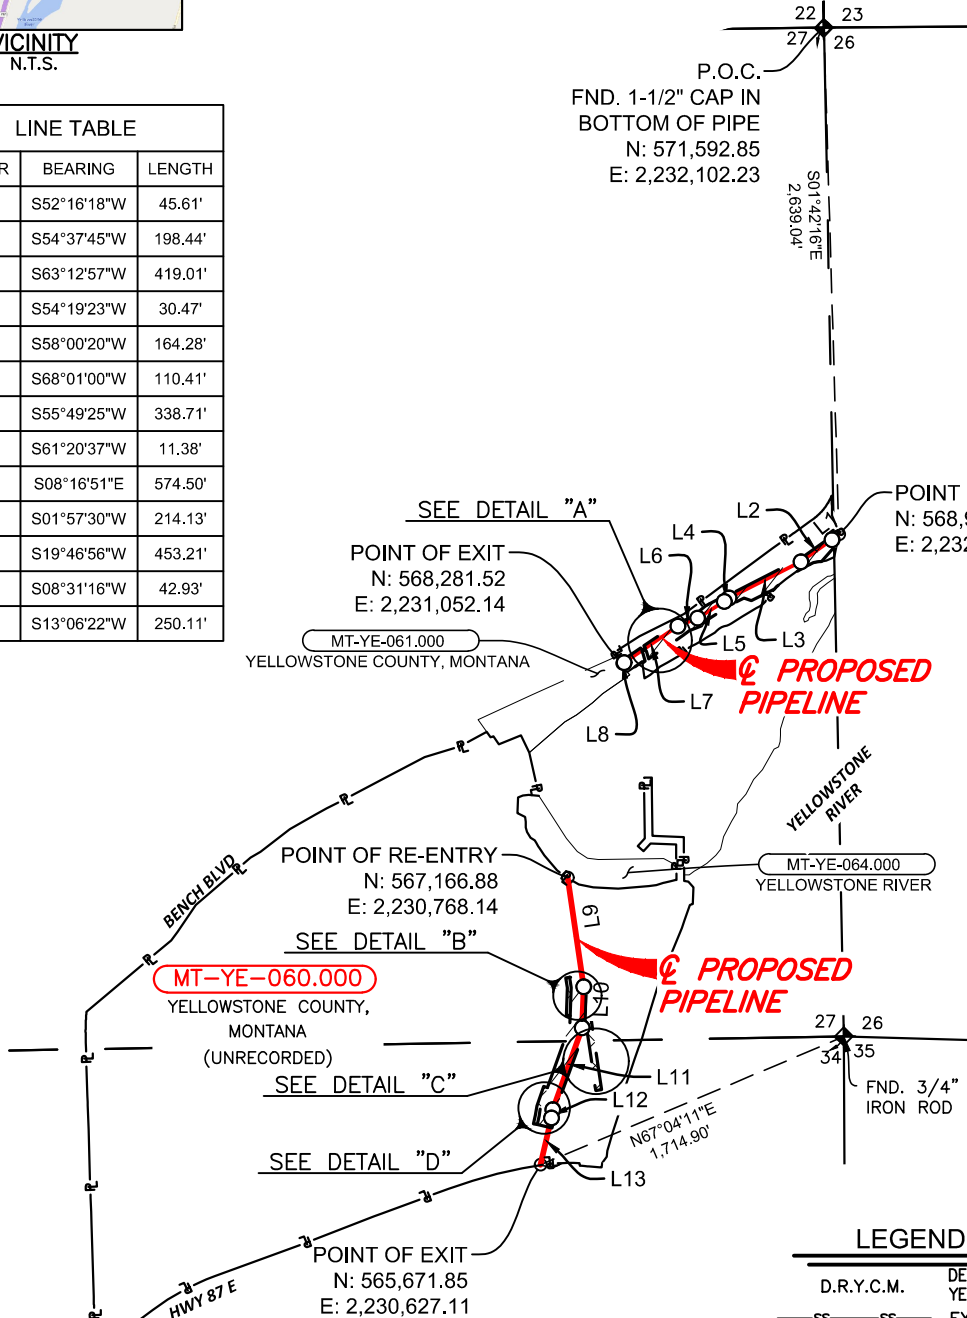 VICINITY
N.T.S.
LINE TABLE
R BEARING LENGTH
S52°16'18"W 45.61'
S54°37'45"W 198.44'
S63°12'57"W 419.01'
S54°19'23"W 30.47'
S58°00'20"W 164.28'
S68°01'00"W 110.41'
S55°49'25"W 338.71'
S61°20'37"W 11.38'
S08°16'51"E 574.50'
S01°57'30"W 214.13'
S19°46'56"W 453.21'
S08°31'16"W 42.93'
S13°06'22"W 250.11'
22 23
27 26
P.O.C.
FND. 1-1/2" CAP IN
BOTTOM OF PIPE
N: 571,592.85
E: 2,232,102.23
S01°42'16"E
2,639.04'
POINT
N: 568,9
E: 2,232
SEE DETAIL "A"
L1
L2
L4
L6
POINT OF EXIT
N: 568,281.52
E: 2,231,052.14
MT-YE-061.000
YELLOWSTONE COUNTY, MONTANA
L5
L3
L7
L8
℄ PROPOSED
PIPELINE
YELLOWSTONE
RIVER
BENCH BLVD
POINT OF RE-ENTRY
N: 567,166.88
E: 2,230,768.14
MT-YE-064.000
YELLOWSTONE RIVER
L9
SEE DETAIL "B"
℄ PROPOSED
PIPELINE
MT-YE-060.000
YELLOWSTONE COUNTY,
MONTANA
(UNRECORDED)
L10
27 26
34 35
FND. 3/4"
IRON ROD
SEE DETAIL "C"
L11
L12
N67°04'11"E
1,714.90'
SEE DETAIL "D"
L13
POINT OF EXIT
N: 565,671.85
E: 2,230,627.11
HWY 87 E
LEGEND
D.R.Y.C.M. DE
YE
SS SS EX